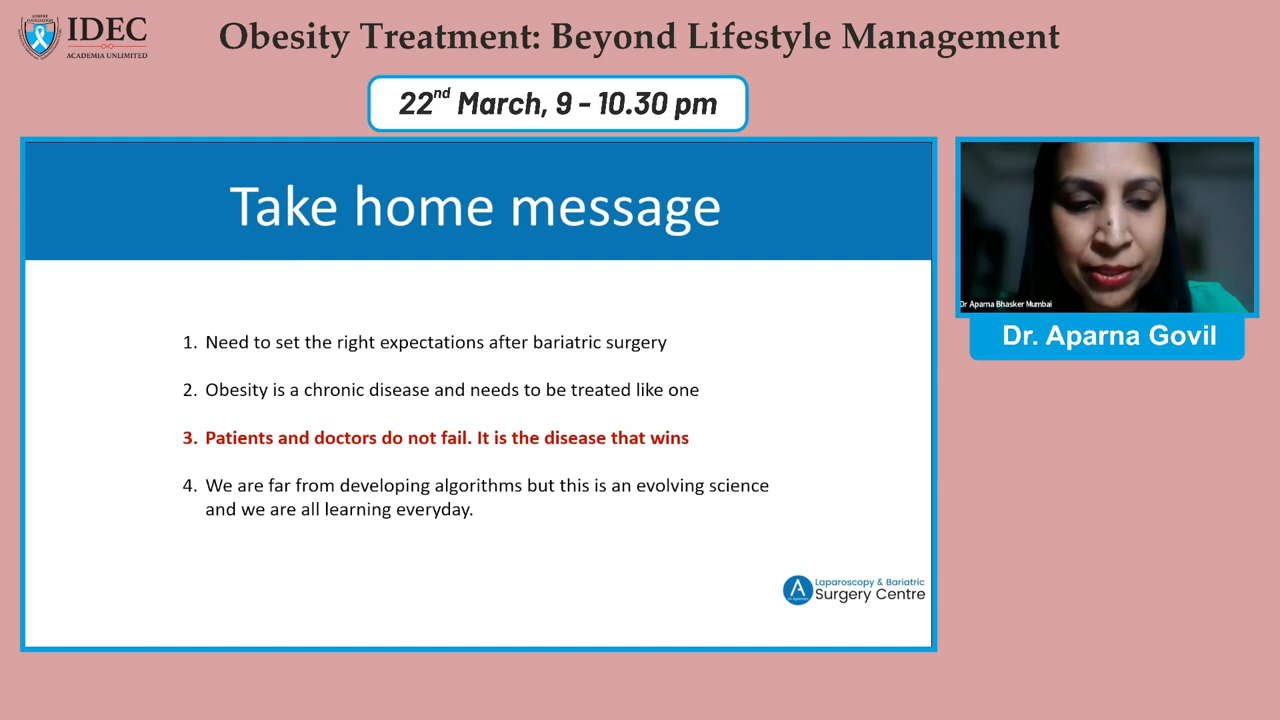 IDEC
ACADEMIA UNLIMITED
Obesity Treatment: Beyond Lifestyle Management
22nd March, 9 - 10.30 pm
Take home message
1. Need to set the right expectations after bariatric surgery
2. Obesity is a chronic disease and needs to be treated like one
3. Patients and doctors do not fail. It is the disease that wins
4. We are far from developing algorithms but this is an evolving science
and we are all learning everyday.
A
Laparoscopy & Bariatric
Surgery Centre
Dr Aparna Bhasker Mumbai
Dr. Aparna Govil